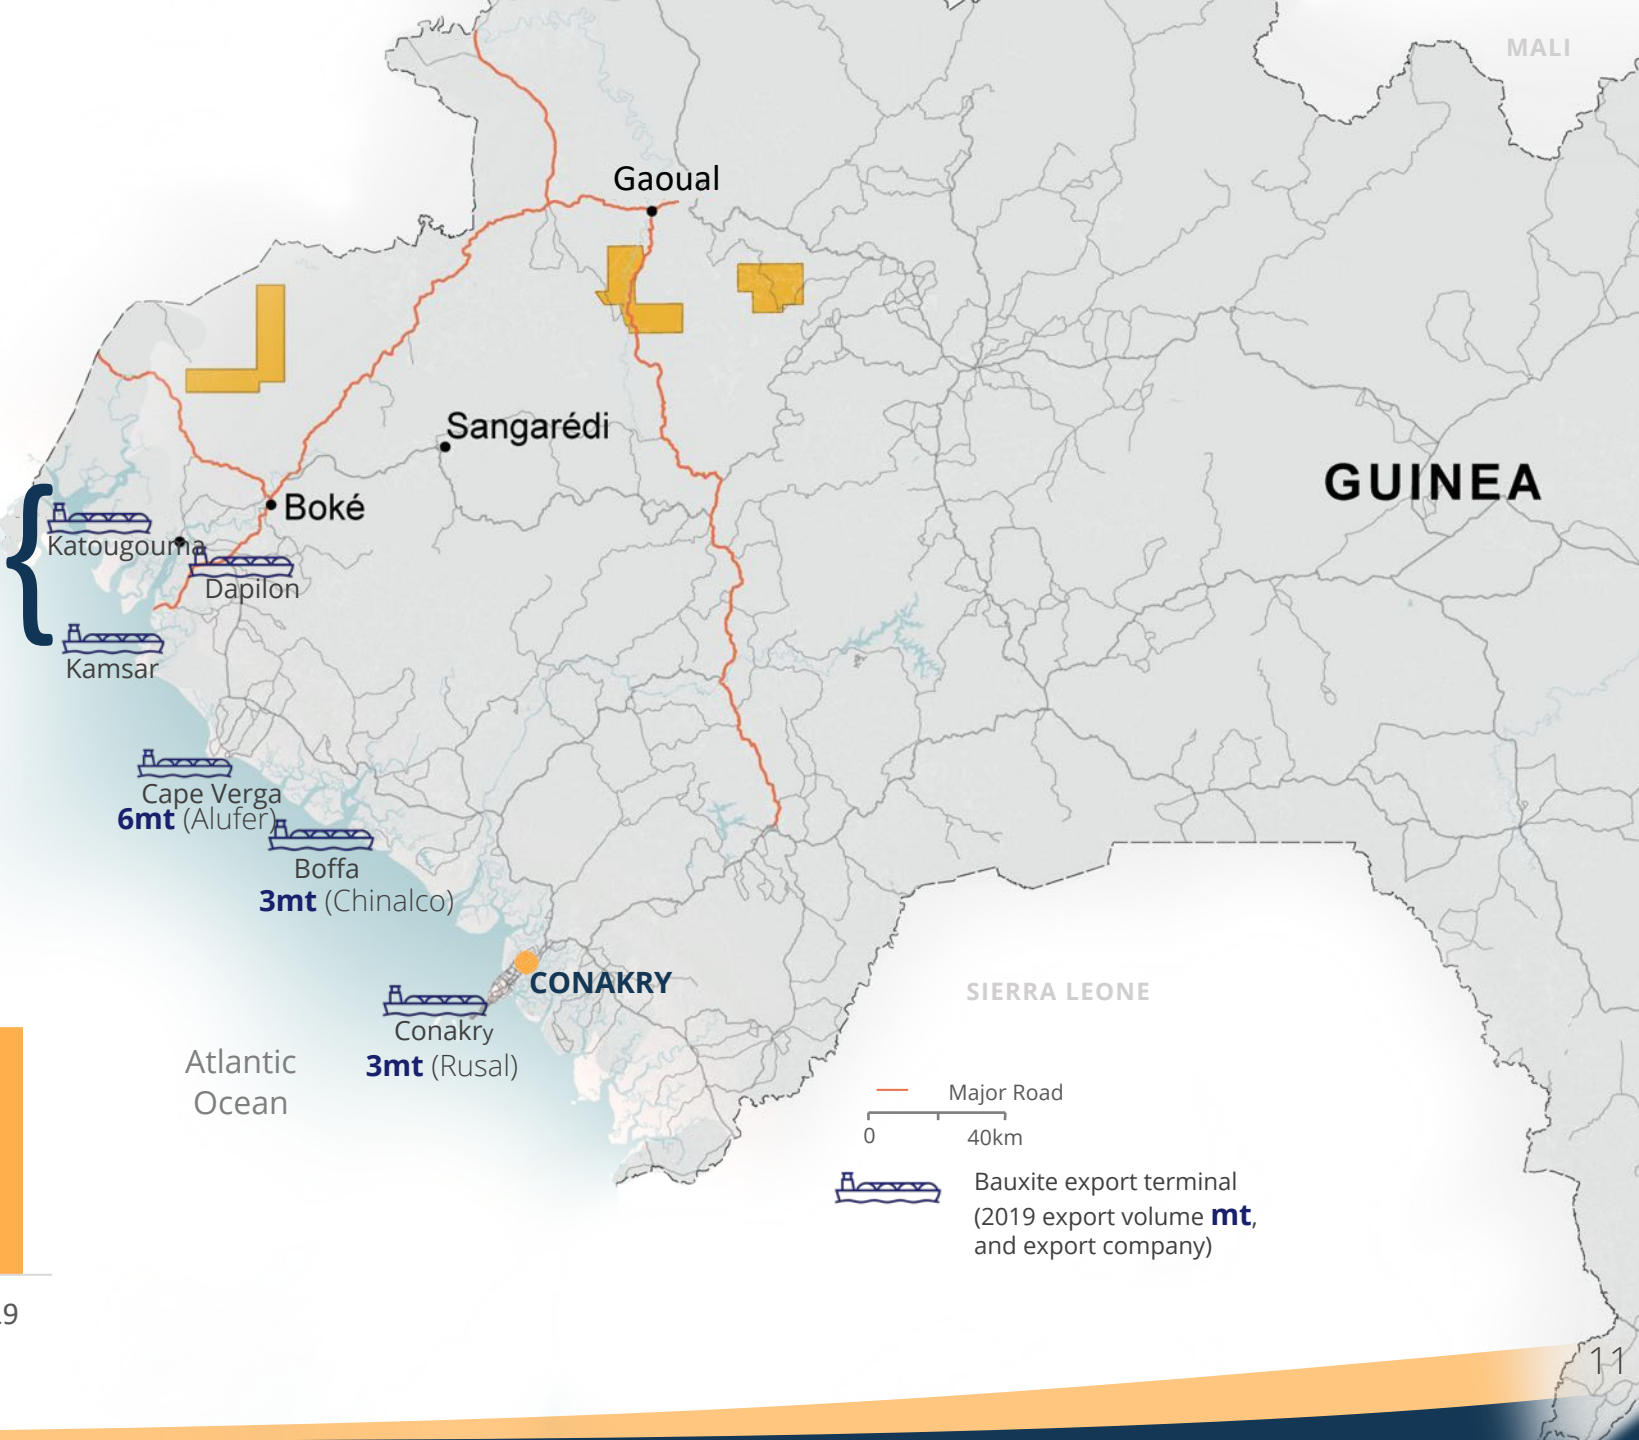 MALI
Gaoual
Sangarédi
GUINEA
Boké
Katougouma
Dapilon
Kamsar
Cape Verga
6mt (Alufer)
Boffa
3mt (Chinalco)
CONAKRY
SIERRA LEONE
Conakry
3mt (Rusal)
Atlantic
Ocean
Major Road
0 40km
Bauxite export terminal
(2019 export volume mt,
and export company)
9
11